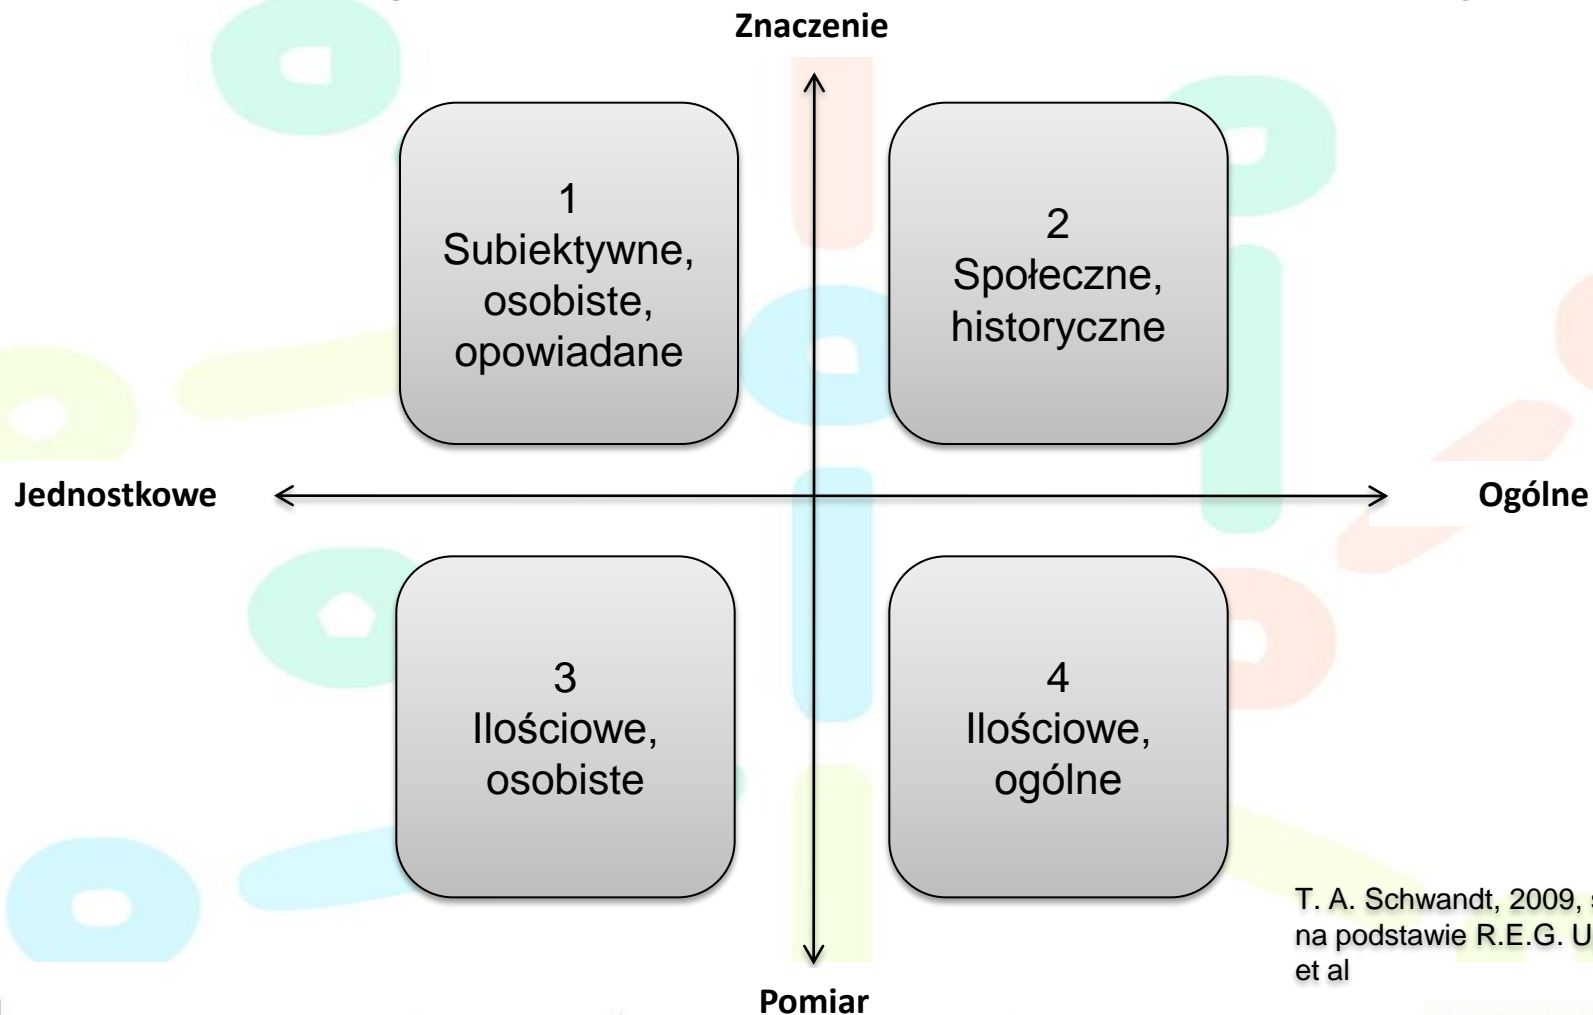 Znaczenie
1
Subiektywne,
osobiste,
opowiadane
2
Społeczne,
historyczne
Jednostkowe
Ogólne
3
Ilościowe,
osobiste
4
Ilościowe,
ogólne
T. A. Schwandt, 2009,
na podstawie R.E.G.
et al
Pomiar